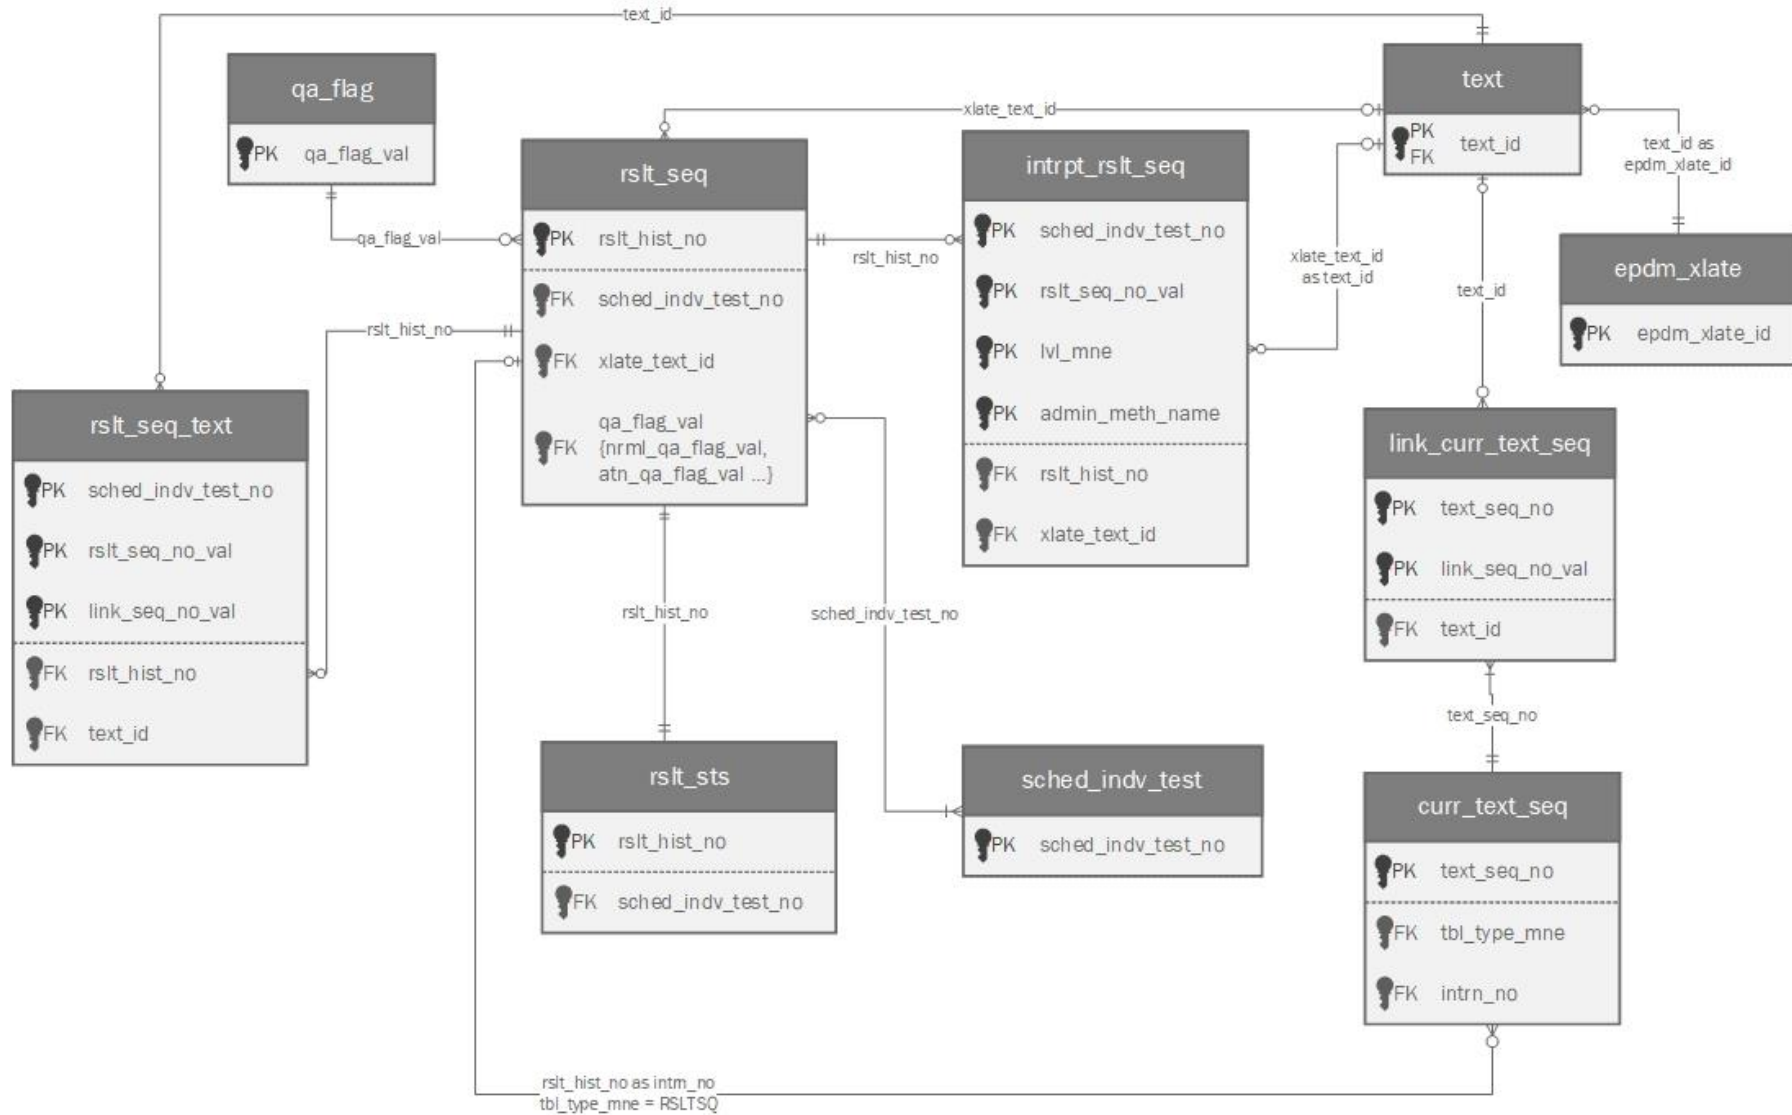 text_id
qa_flag
PK qa_flag_val
qa_flag_val
rslt_seq
PK rslt_hist_no
FK sched_indv_test_no
FK xlate_text_id
FK qa_flag_val
{nrml_qa_flag_val,
atn_qa_flag_val ...}
xlate_text_id
text
PK
FK text_id
intrpt_rslt_seq
PK sched_indv_test_no
PK rslt_seq_no_val
PK lvl_mne
PK admin_meth_name
FK rslt_hist_no
FK xlate_text_id
rslt_hist_no
xlate_text_id
as text_id
text_id as
epdm_xlate_id
epdm_xlate
PK epdm_xlate_id
text_id
rslt_hist_no
rslt_seq_text
PK sched_indv_test_no
PK rslt_seq_no_val
PK link_seq_no_val
FK rslt_hist_no
FK text_id
link_curr_text_seq
PK text_seq_no
PK link_seq_no_val
FK text_id
rslt_hist_no
sched_indv_test_no
text_seq_no
rslt_sts
PK rslt_hist_no
FK sched_indv_test_no
sched_indv_test
PK sched_indv_test_no
curr_text_seq
PK text_seq_no
FK tbl_type_mne
FK intrn_no
rslt_hist_no as intrn_no
tbl_type_mne = RSLTSQ